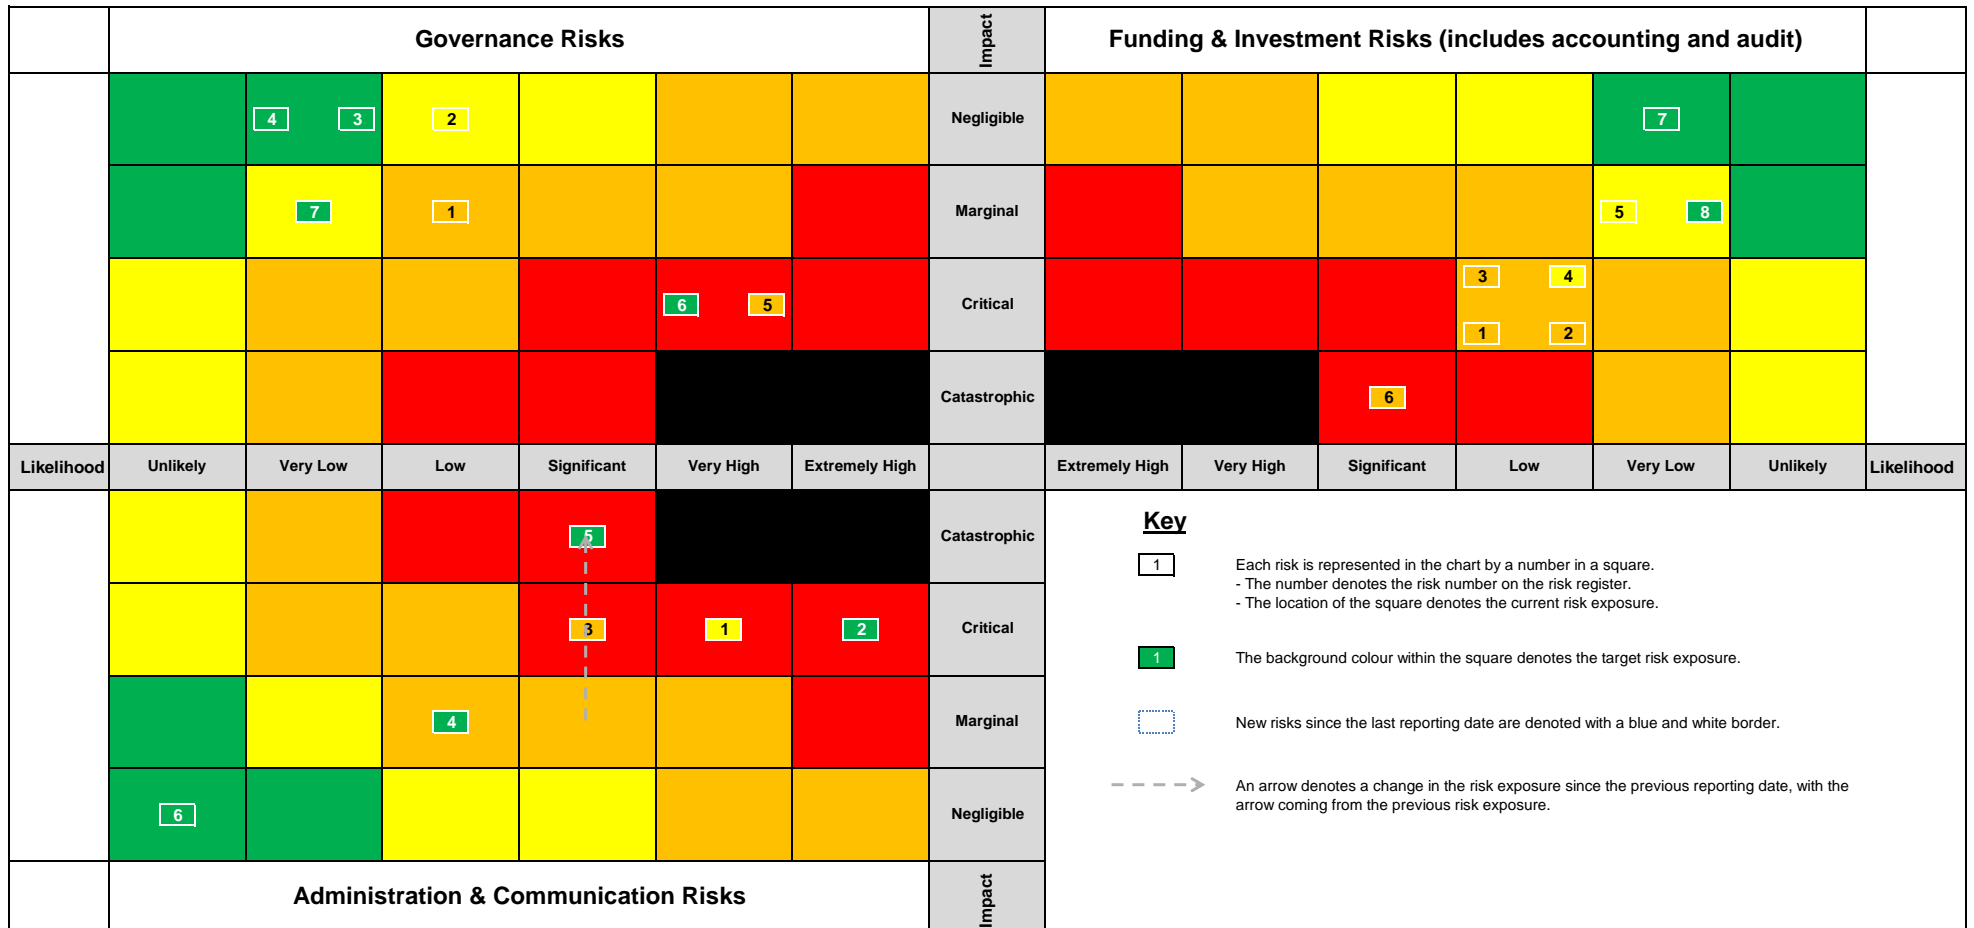 Governance Risks
Impact
Funding & Investment Risks (includes accounting and audit)
4 3 2
Negligible
7
7 1
Marginal
5 8
6 5
Critical
3 4
1 2
Catastrophic
6
Likelihood Unlikely Very Low Low Significant Very High Extremely High Extremely High Very High Significant Low Very Low Unlikely Likelihood
5
Catastrophic
3 1 2
Critical
4
Marginal
6
Negligible
Administration & Communication Risks
Impact
Key
1 Each risk is represented in the chart by a number in a square.
- The number denotes the risk number on the risk register.
- The location of the square denotes the current risk exposure.
1 The background colour within the square denotes the target risk exposure.
New risks since the last reporting date are denoted with a blue and white border.
An arrow denotes a change in the risk exposure since the previous reporting date, with the
arrow coming from the previous risk exposure.